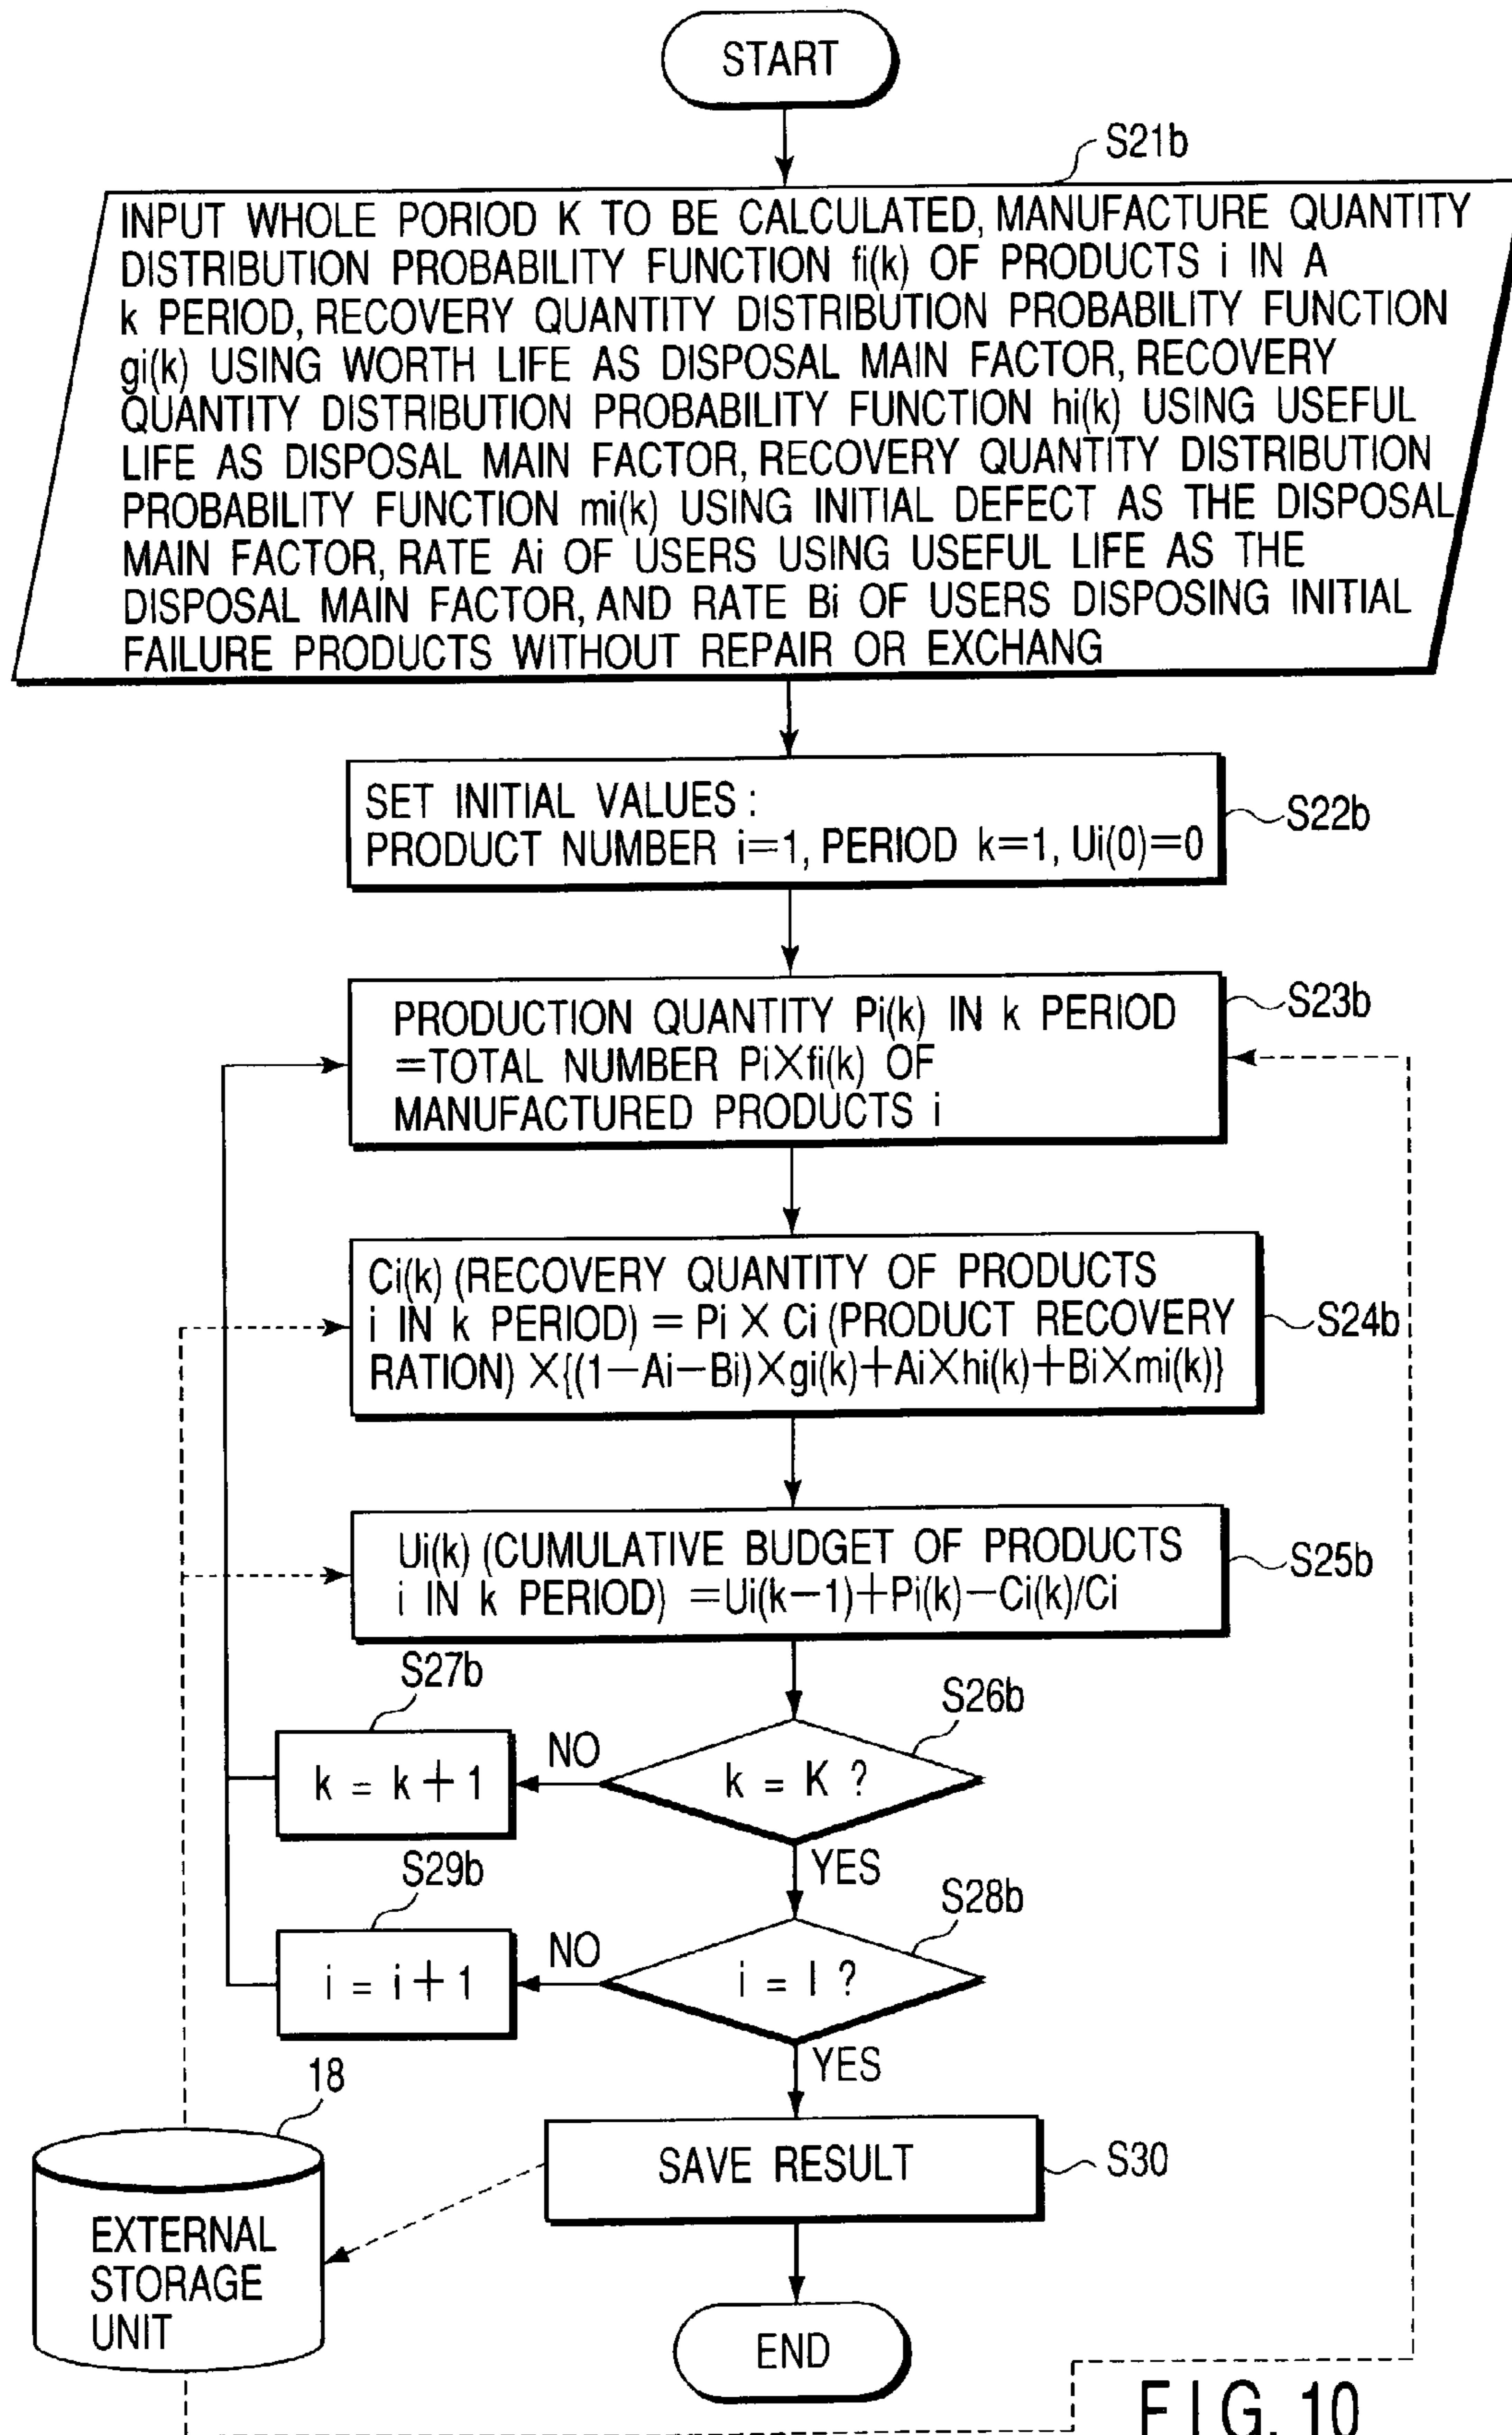 START
S21b
INPUT WHOLE PORIOD K TO BE CALCULATED, MANUFACTURE QUANTITY
DISTRIBUTION PROBABILITY FUNCTION fi(k) OF PRODUCTS i IN A
k PERIOD, RECOVERY QUANTITY DISTRIBUTION PROBABILITY FUNCTION
gi(k) USING WORTH LIFE AS DISPOSAL MAIN FACTOR, RECOVERY
QUANTITY DISTRIBUTION PROBABILITY FUNCTION hi(k) USING USEFUL
LIFE AS DISPOSAL MAIN FACTOR, RECOVERY QUANTITY DISTRIBUTION
PROBABILITY FUNCTION mi(k) USING INITIAL DEFECT AS THE DISPOSAL
MAIN FACTOR, RATE Ai OF USERS USING USEFUL LIFE AS THE
DISPOSAL MAIN FACTOR, AND RATE Bi OF USERS DISPOSING INITIAL
FAILURE PRODUCTS WITHOUT REPAIR OR EXCHANG
SET INITIAL VALUES :
PRODUCT NUMBER i=1, PERIOD k=1, Ui(0)=0
S22b
PRODUCTION QUANTITY Pi(k) IN k PERIOD
=TOTAL NUMBER Pi×fi(k) OF
MANUFACTURED PRODUCTS i
S23b
Ci(k) (RECOVERY QUANTITY OF PRODUCTS
i IN k PERIOD) = Pi × Ci (PRODUCT RECOVERY
RATION) ×{(1−Ai−Bi)×gi(k)+Ai×hi(k)+Bi×mi(k)}
S24b
Ui(k) (CUMULATIVE BUDGET OF PRODUCTS
i IN k PERIOD) =Ui(k−1)+Pi(k)−Ci(k)/Ci
S25b
S27b
S26b
k = k+1
NO
k = K ?
YES
S29b
S28b
i = i+1
NO
i = I ?
YES
18
SAVE RESULT
S30
EXTERNAL
STORAGE
UNIT
END
FIG. 10